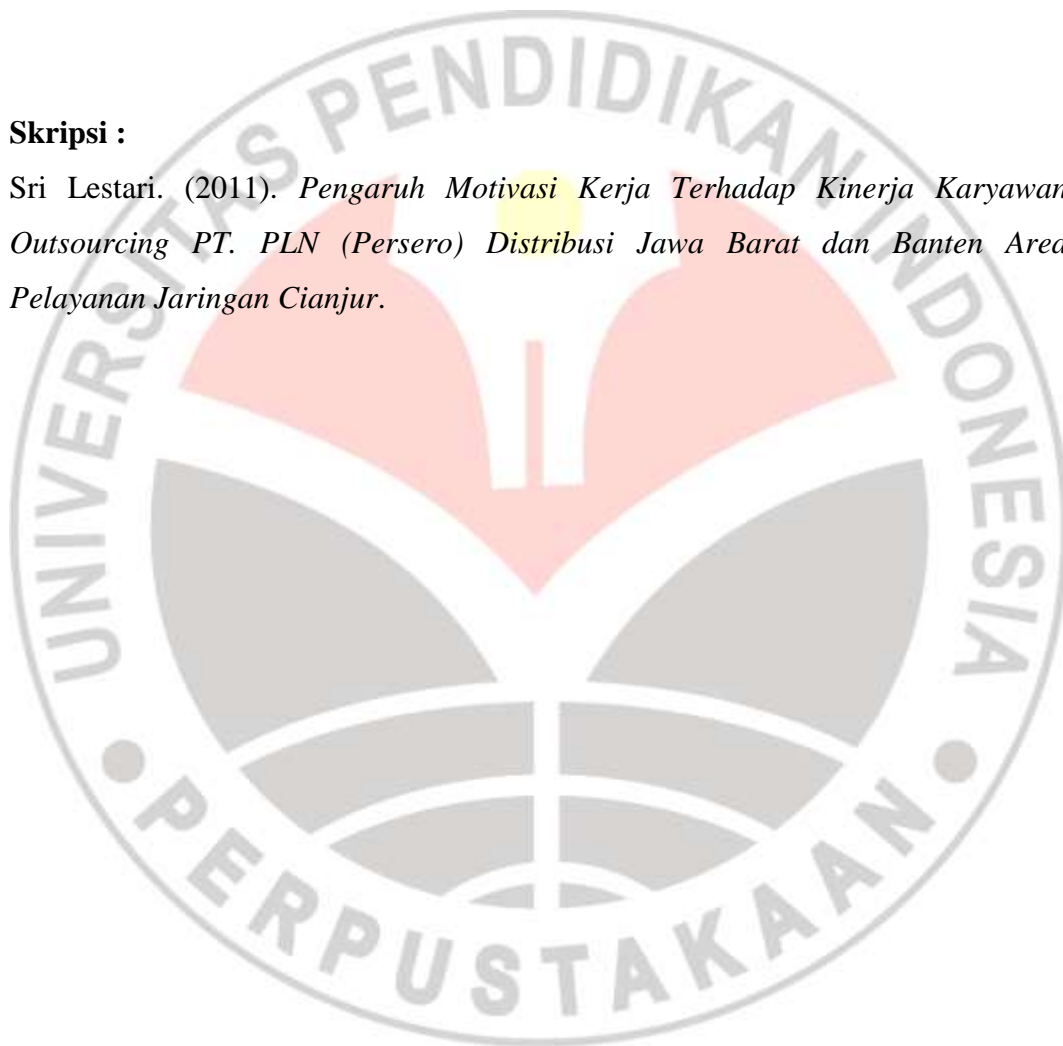 Skripsi :
Sri Lestari. (2011). Pengaruh Motivasi Kerja Terhadap Kinerja Karyawan
Outsourcing PT. PLN (Persero) Distribusi Jawa Barat dan Banten Area
Pelayanan Jaringan Cianjur.
UNIVERSITAS PENDIDIKAN INDONESIA
PERPUSTAKAAN